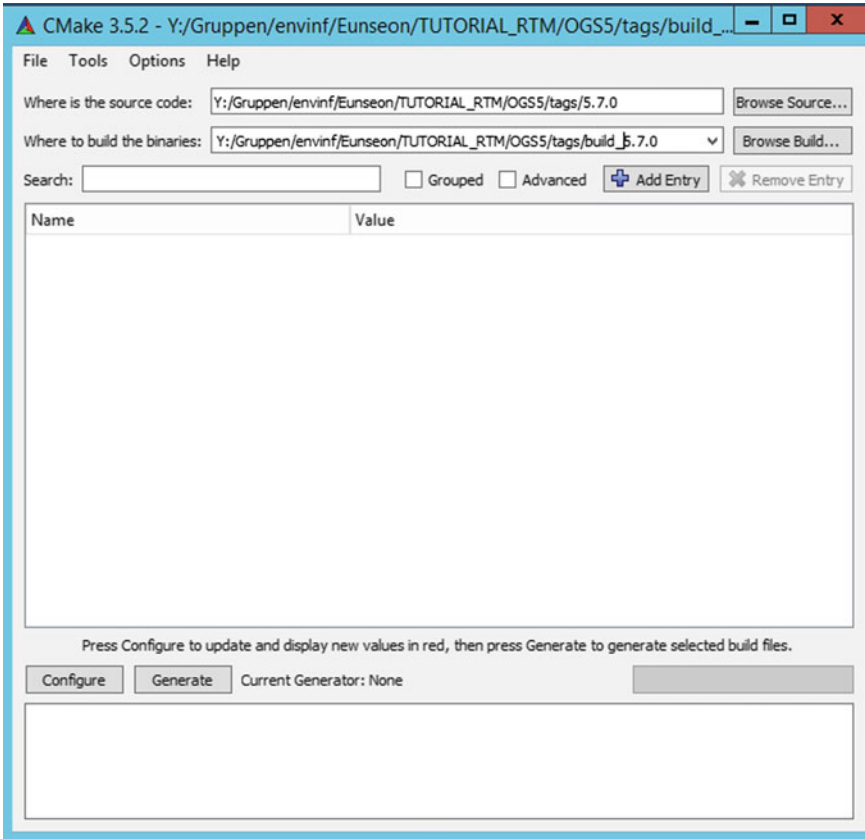 CMake 3.5.2 - Y:/Gruppen/envinf/Eunseon/TUTORIAL_RTM/OGS5/tags/build_...
File Tools Options Help
Where is the source code: Y:/Gruppen/envinf/Eunseon/TUTORIAL_RTM/OGS5/tags/5.7.0 Browse Source...
Where to build the binaries: Y:/Gruppen/envinf/Eunseon/TUTORIAL_RTM/OGS5/tags/build_5.7.0 Browse Build...
Search: Grouped Advanced Add Entry Remove Entry
Name Value
Press Configure to update and display new values in red, then press Generate to generate selected build files.
Configure Generate Current Generator: None